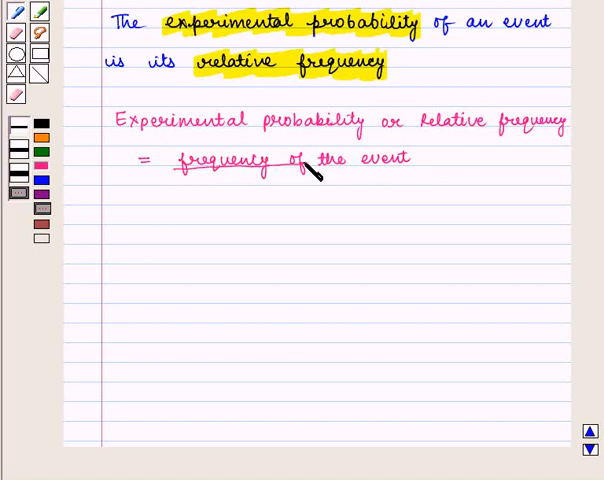 The experimental probability of an event
is its relative frequency
Experimental probability or Relative frequency
= frequency of the event